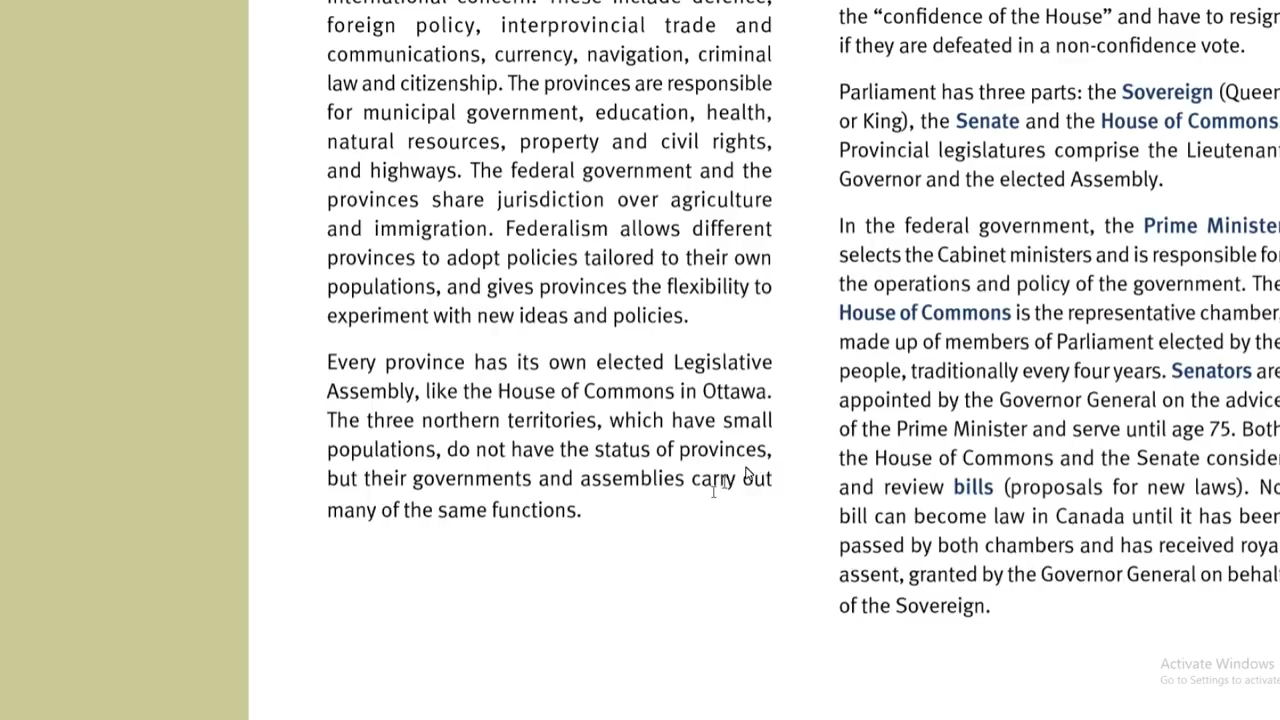 international concern. These include defence,
foreign policy, interprovincial trade and
communications, currency, navigation, criminal
law and citizenship. The provinces are responsible
for municipal government, education, health,
natural resources, property and civil rights,
and highways. The federal government and the
provinces share jurisdiction over agriculture
and immigration. Federalism allows different
provinces to adopt policies tailored to their own
populations, and gives provinces the flexibility to
experiment with new ideas and policies.
Every province has its own elected Legislative
Assembly, like the House of Commons in Ottawa.
The three northern territories, which have small
populations, do not have the status of provinces,
but their governments and assemblies carry out
many of the same functions.
the “confidence of the House” and have to resign
if they are defeated in a non-confidence vote.
Parliament has three parts: the Sovereign (Queen
or King), the Senate and the House of Commons
Provincial legislatures comprise the Lieutenant
Governor and the elected Assembly.
In the federal government, the Prime Minister
selects the Cabinet ministers and is responsible for
the operations and policy of the government. The
House of Commons is the representative chamber,
made up of members of Parliament elected by the
people, traditionally every four years. Senators are
appointed by the Governor General on the advice
of the Prime Minister and serve until age 75. Both
the House of Commons and the Senate conside
and review bills (proposals for new laws). No
bill can become law in Canada until it has been
passed by both chambers and has received roya
assent, granted by the Governor General on behal
of the Sovereign.
Activate Windows
Go to Settings to activate